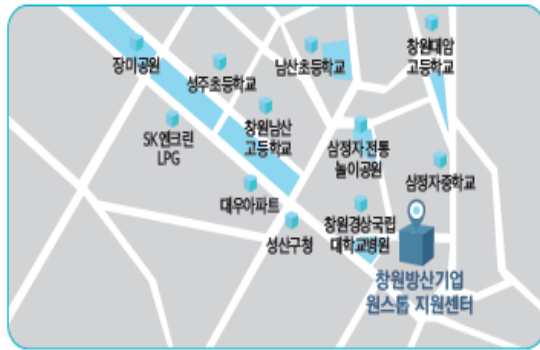 장미공원
성주초등학교
남산초등학교
창원대암
고등학교
SK엔크린
LPG
창원남산
고등학교
삼정자 전통
놀이공원
삼정자중학교
대우아파트
성산구청
창원경상국립
대학교병원
창원방산기업
원스톱 지원센터